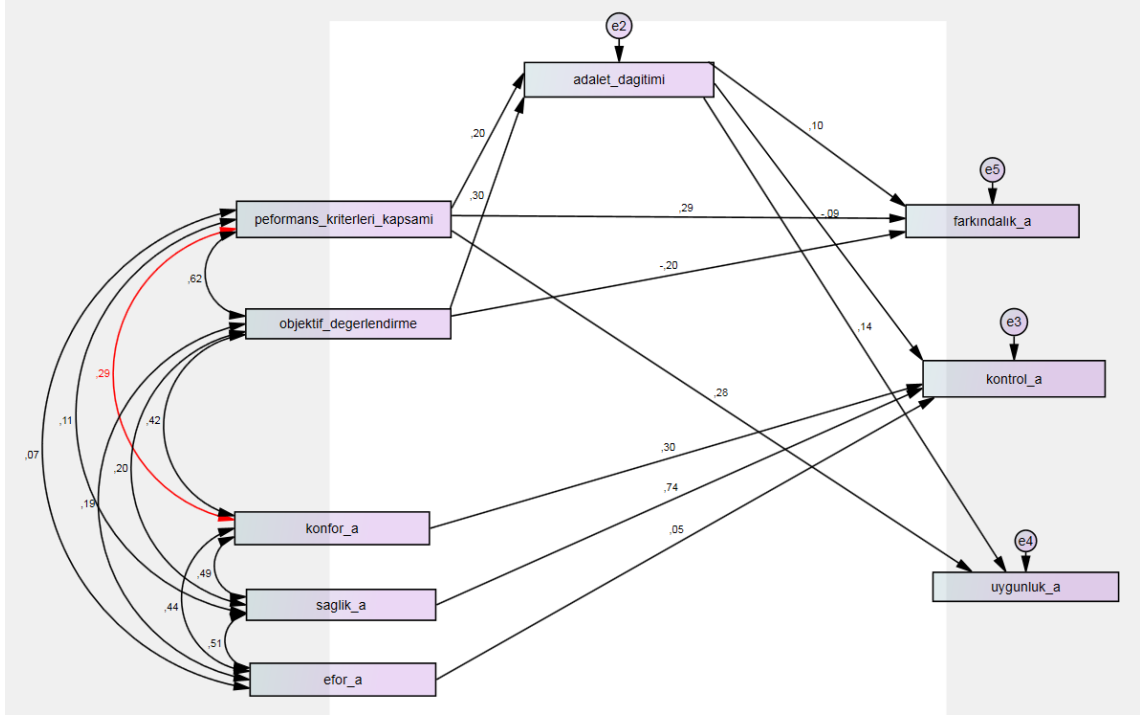 e2
adalet_dagitimi
,20
,10
,30
e5
peformans_kriterleri_kapsami
,29
-,09
farkındalık_a
,62
-,20
objektif_degerlendirme
e3
,14
,29
kontrol_a
,28
,11
,42
,07
,20
,30
,74
,19
,05
konfor_a
e4
,49
uygunluk_a
saglik_a
,44
,51
efor_a